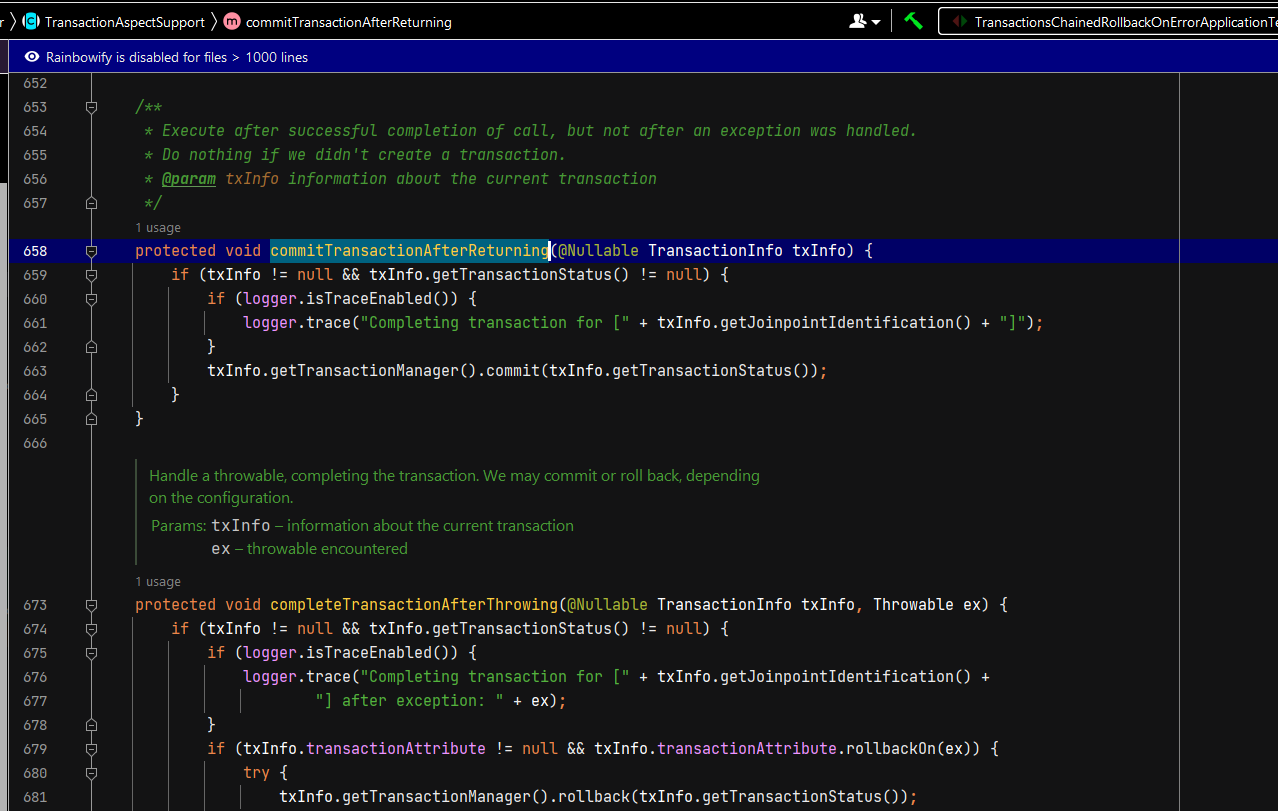 r TransactionAspectSupport m commitTransactionAfterReturning TransactionsChainedRollbackOnErrorApplicationTe
Rainbowify is disabled for files > 1000 lines
652
653 /**
654 * Execute after successful completion of call, but not after an exception was handled.
655 * Do nothing if we didn't create a transaction.
656 * @param txInfo information about the current transaction
657 */
1 usage
658 protected void commitTransactionAfterReturning(@Nullable TransactionInfo txInfo) {
659 if (txInfo != null && txInfo.getTransactionStatus() != null) {
660 if (logger.isTraceEnabled()) {
661 logger.trace("Completing transaction for [" + txInfo.getJoinpointIdentification() + "]");
662 }
663 txInfo.getTransactionManager().commit(txInfo.getTransactionStatus());
664 }
665 }
666
Handle a throwable, completing the transaction. We may commit or roll back, depending
on the configuration.
Params: txInfo – information about the current transaction
ex – throwable encountered
1 usage
673 protected void completeTransactionAfterThrowing(@Nullable TransactionInfo txInfo, Throwable ex) {
674 if (txInfo != null && txInfo.getTransactionStatus() != null) {
675 if (logger.isTraceEnabled()) {
676 logger.trace("Completing transaction for [" + txInfo.getJoinpointIdentification() +
677 "] after exception: " + ex);
678 }
679 if (txInfo.transactionAttribute != null && txInfo.transactionAttribute.rollbackOn(ex)) {
680 try {
681 txInfo.getTransactionManager().rollback(txInfo.getTransactionStatus());